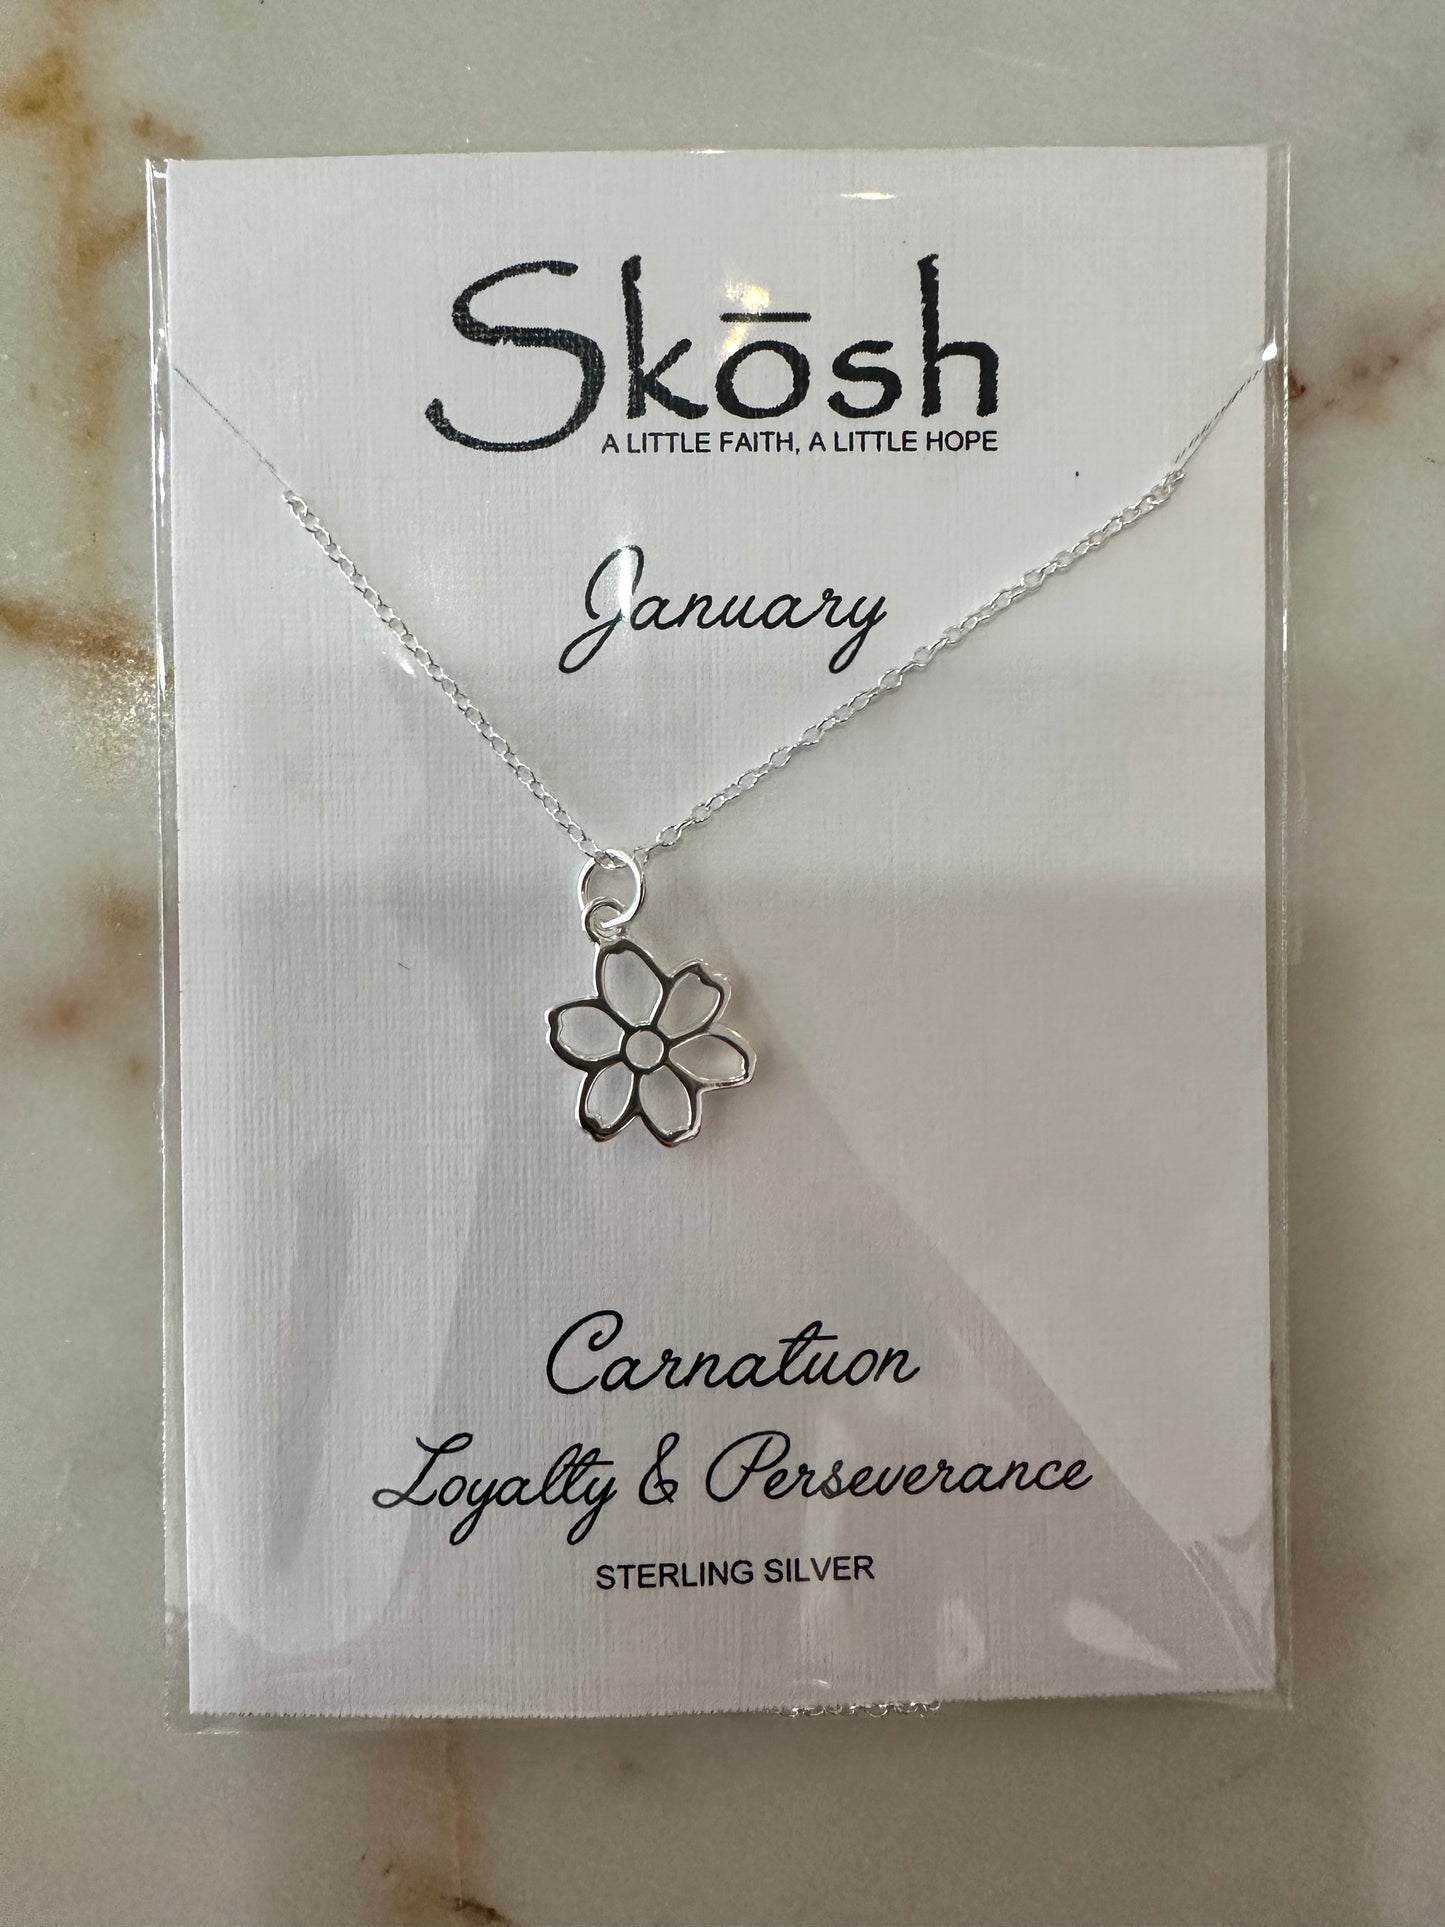 Skōsh
A LITTLE FAITH, A LITTLE HOPE
January
Carnatuon
Loyalty & Perseverance
STERLING SILVER